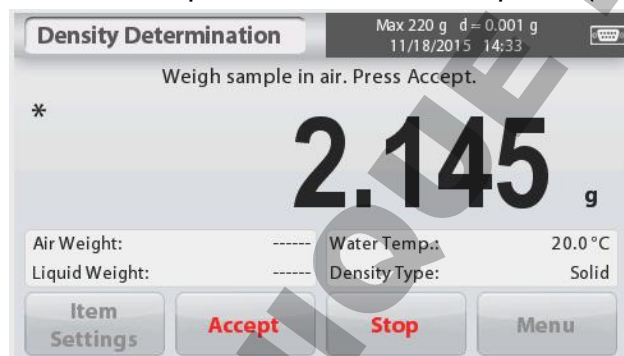 Density Determination
Max 220 g d=0.001 g
11/18/2015 14:33
Weigh sample in air. Press Accept.
*
2.145 g
Air Weight: ------ Water Temp.: 20.0 °C
Liquid Weight: ------ Density Type: Solid
Item Settings Accept Stop Menu